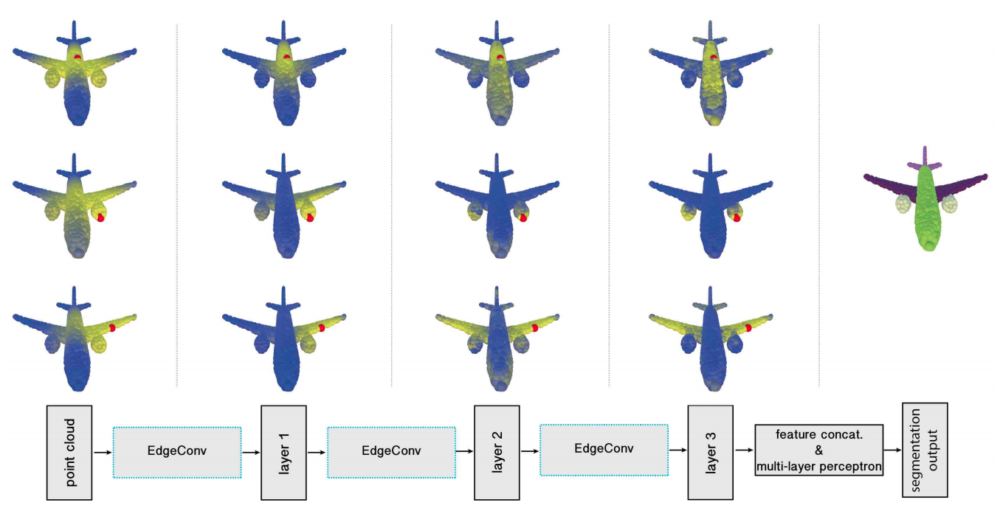 point cloud
EdgeConv
layer 1
EdgeConv
layer 2
EdgeConv
layer 3
feature concat.
&
multi-layer perceptron
segmentation
output